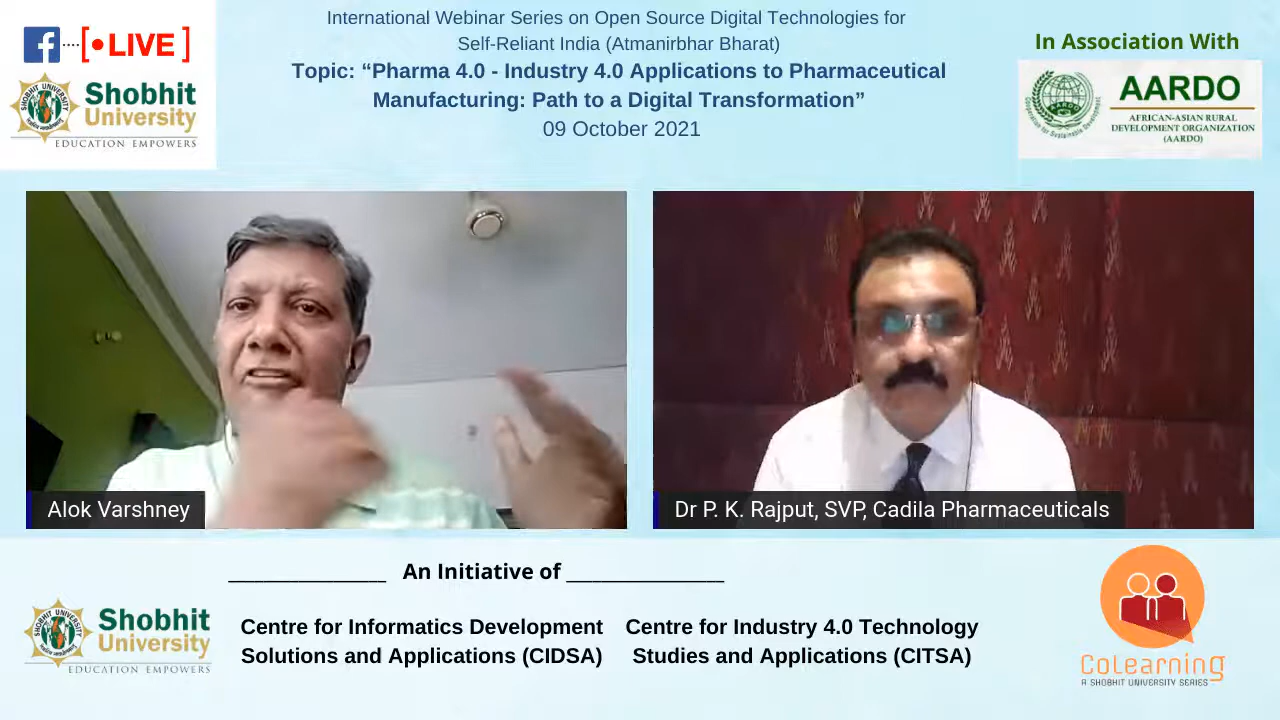 International Webinar Series on Open Source Digital Technologies for
Self-Reliant India (Atmanirbhar Bharat)
Topic: “Pharma 4.0 - Industry 4.0 Applications to Pharmaceutical
Manufacturing: Path to a Digital Transformation”
09 October 2021
f [•LIVE]
SHOBHIT UNIVERSITY
Shobhit
University
EDUCATION EMPOWERS
In Association With
AARDO
AFRICAN-ASIAN RURAL
DEVELOPMENT ORGANIZATION
(AARDO)
Alok Varshney
Dr P. K. Rajput, SVP, Cadila Pharmaceuticals
An Initiative of
SHOBHIT UNIVERSITY
Shobhit
University
EDUCATION EMPOWERS
Centre for Informatics Development
Solutions and Applications (CIDSA)
Centre for Industry 4.0 Technology
Studies and Applications (CITSA)
CoLearning
A SHOBHIT UNIVERSITY SERIES